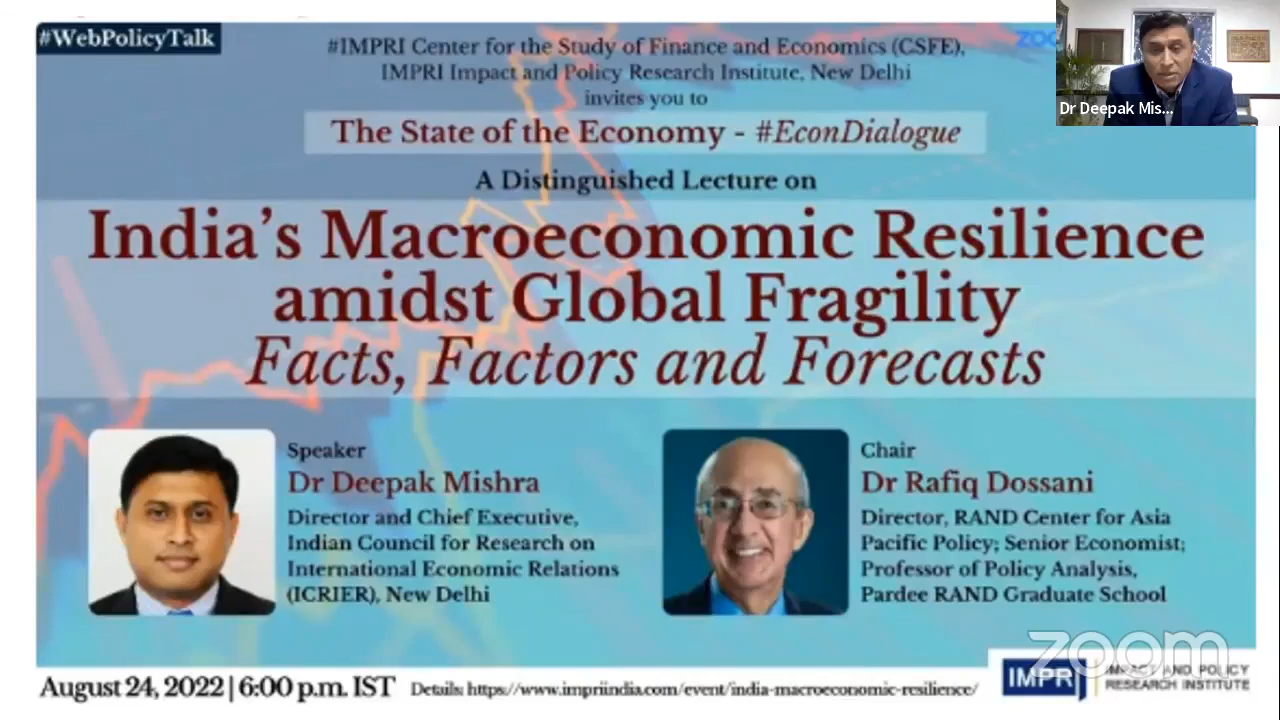 #WebPolicyTalk
#IMPRI Center for the Study of Finance and Economics (CSFE),
IMPRI Impact and Policy Research Institute, New Delhi
invites you to
The State of the Economy - #EconDialogue
A Distinguished Lecture on
India's Macroeconomic Resilience
amidst Global Fragility
Facts, Factors and Forecasts
Dr Deepak Mis...
Speaker
Dr Deepak Mishra
Director and Chief Executive,
Indian Council for Research on
International Economic Relations
(ICRIER), New Delhi
Chair
Dr Rafiq Dossani
Director, RAND Center for Asia
Pacific Policy; Senior Economist;
Professor of Policy Analysis,
Pardee RAND Graduate School
zoom
August 24, 2022 | 6:00 p.m. IST
Details: https://www.impriindia.com/event/india-macroeconomic-resilience/
IMPRI
IMPACT AND POLICY
RESEARCH INSTITUTE